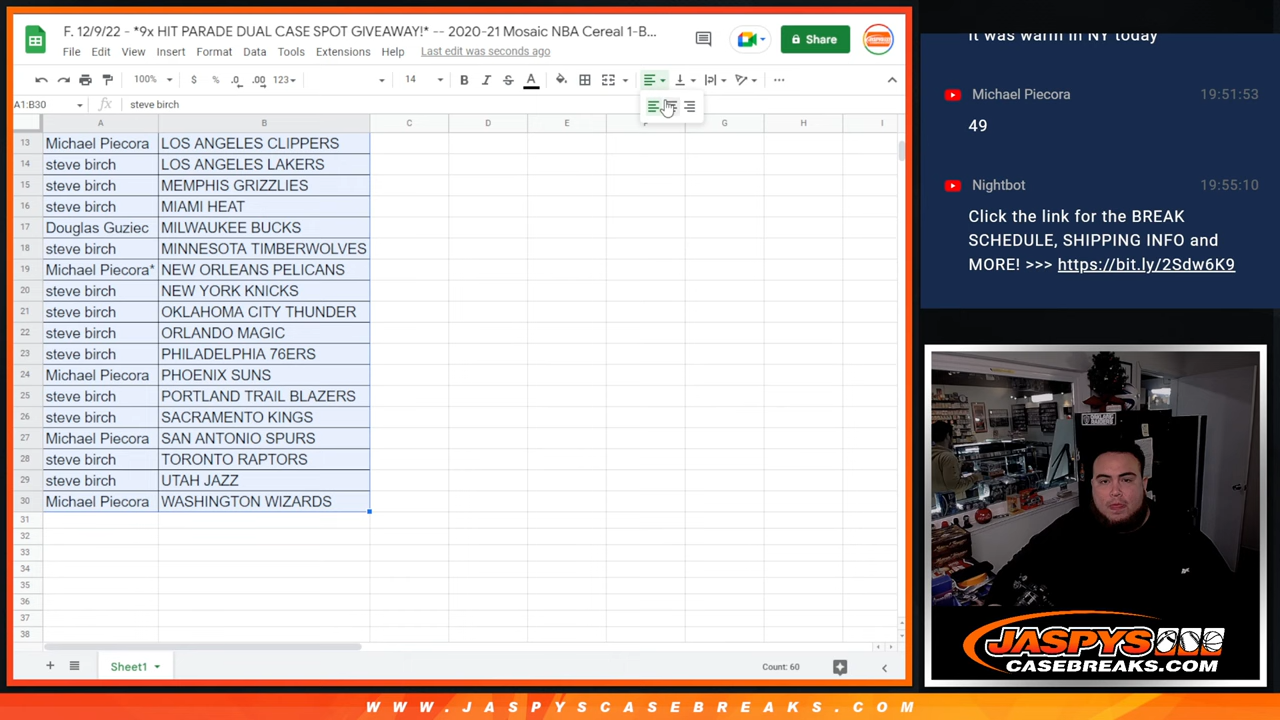 F. 12/9/22 - *9x HIT PARADE DUAL CASE SPOT GIVEAWAY!* -- 2020-21 Mosaic NBA Cereal 1-B...
File Edit View Insert Format Data Tools Extensions Help Last edit was seconds ago
Share
100% $ % .0 .00 123 14 B I S A
A1:B30 fx steve birch
A B C D E F G H I
13 Michael Piecora LOS ANGELES CLIPPERS
14 steve birch LOS ANGELES LAKERS
15 steve birch MEMPHIS GRIZZLIES
16 steve birch MIAMI HEAT
17 Douglas Guziec MILWAUKEE BUCKS
18 steve birch MINNESOTA TIMBERWOLVES
19 Michael Piecora* NEW ORLEANS PELICANS
20 steve birch NEW YORK KNICKS
21 steve birch OKLAHOMA CITY THUNDER
22 steve birch ORLANDO MAGIC
23 steve birch PHILADELPHIA 76ERS
24 Michael Piecora PHOENIX SUNS
25 steve birch PORTLAND TRAIL BLAZERS
26 steve birch SACRAMENTO KINGS
27 Michael Piecora SAN ANTONIO SPURS
28 steve birch TORONTO RAPTORS
29 steve birch UTAH JAZZ
30 Michael Piecora WASHINGTON WIZARDS
31
32
33
34
35
36
37
38
Sheet1
Count: 60
It was warm in NY today
Michael Piecora 19:51:53
49
Nightbot 19:55:10
Click the link for the BREAK
SCHEDULE, SHIPPING INFO and
MORE! >>> https://bit.ly/2Sdw6K9
JASPYS
CASEBREAKS.COM
WWW.JASPYSCASEBREAKS.COM